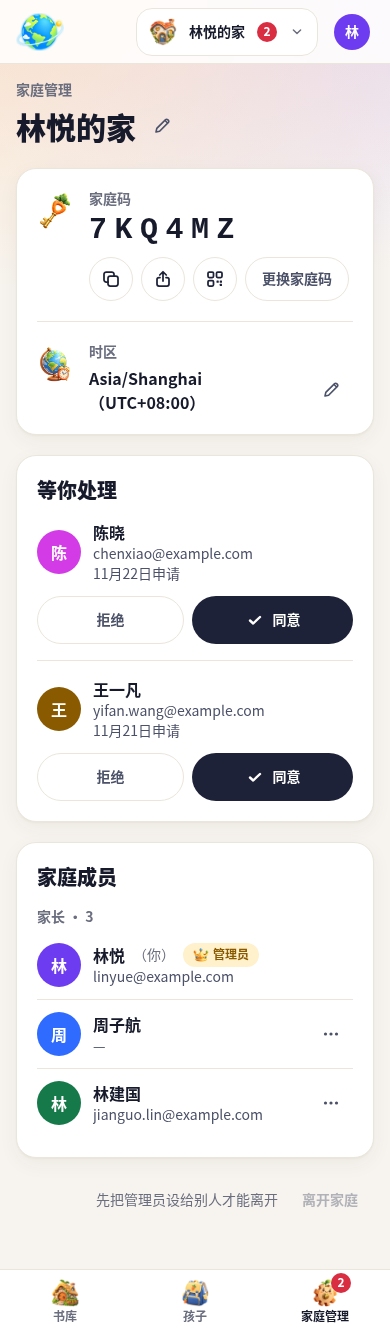 林悦的家 2 林
家庭管理
林悦的家
家庭码
7KQ4MZ
更换家庭码
时区
Asia/Shanghai
（UTC+08:00）
等你处理
陈 陈晓
chenxiao@example.com
11月22日申请
拒绝 同意
王 王一凡
yifan.wang@example.com
11月21日申请
拒绝 同意
家庭成员
家长 · 3
林 林悦 （你） 管理员
linyue@example.com
周 周子航
—
林 林建国
jianguo.lin@example.com
先把管理员设给别人才能离开 离开家庭
2
书库 孩子 家庭管理